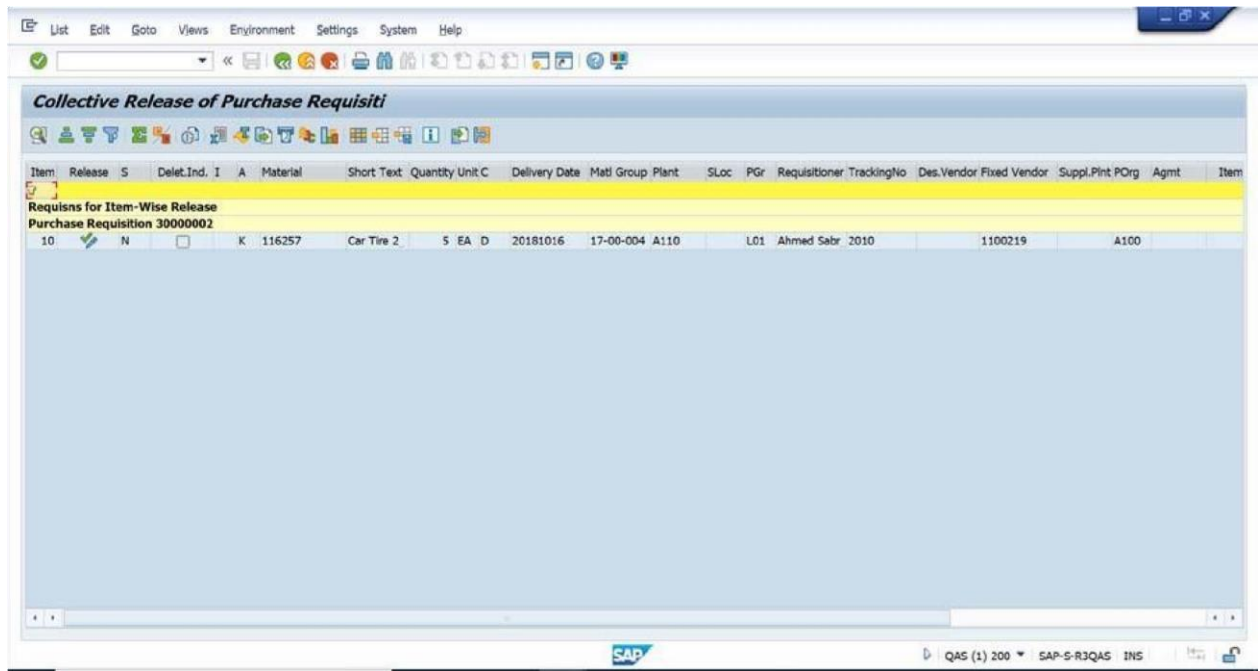 List Edit Goto Views Environment Settings System Help
Collective Release of Purchase Requisiti
Item Release S Delet.Ind. I A Material Short Text Quantity Unit C Delivery Date Matl Group Plant SLoc PGr Requisitioner TrackingNo Des.Vendor Fixed Vendor Suppl.Plnt POrg Agmt Item
Requisns for Item-Wise Release
Purchase Requisition 30000002
10 N K 116257 Car Tire 2 5 EA D 20181016 17-00-004 A110 L01 Ahmed Sabr 2010 1100219 A100
SAP QAS (1) 200 SAP-S-R3QAS INS